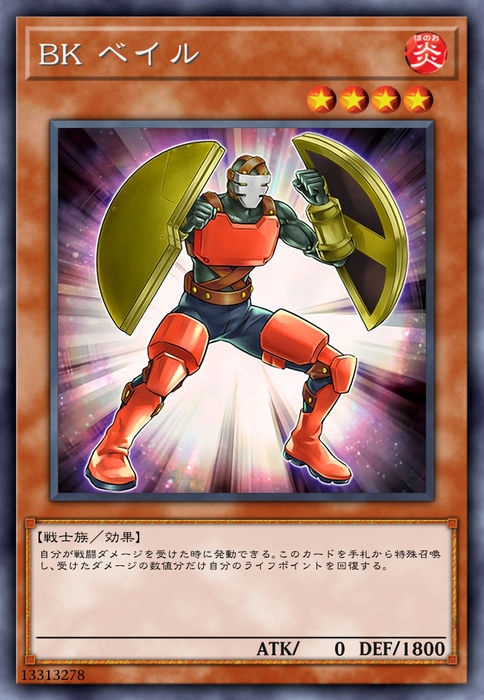 BK ベイル
ほのお
炎
【戦士族／効果】
自分が戦闘ダメージを受けた時に発動できる。このカードを手札から特殊召喚
し、受けたダメージの数値分だけ自分のライフポイントを回復する。
ATK/ 0 DEF/1800
13313278